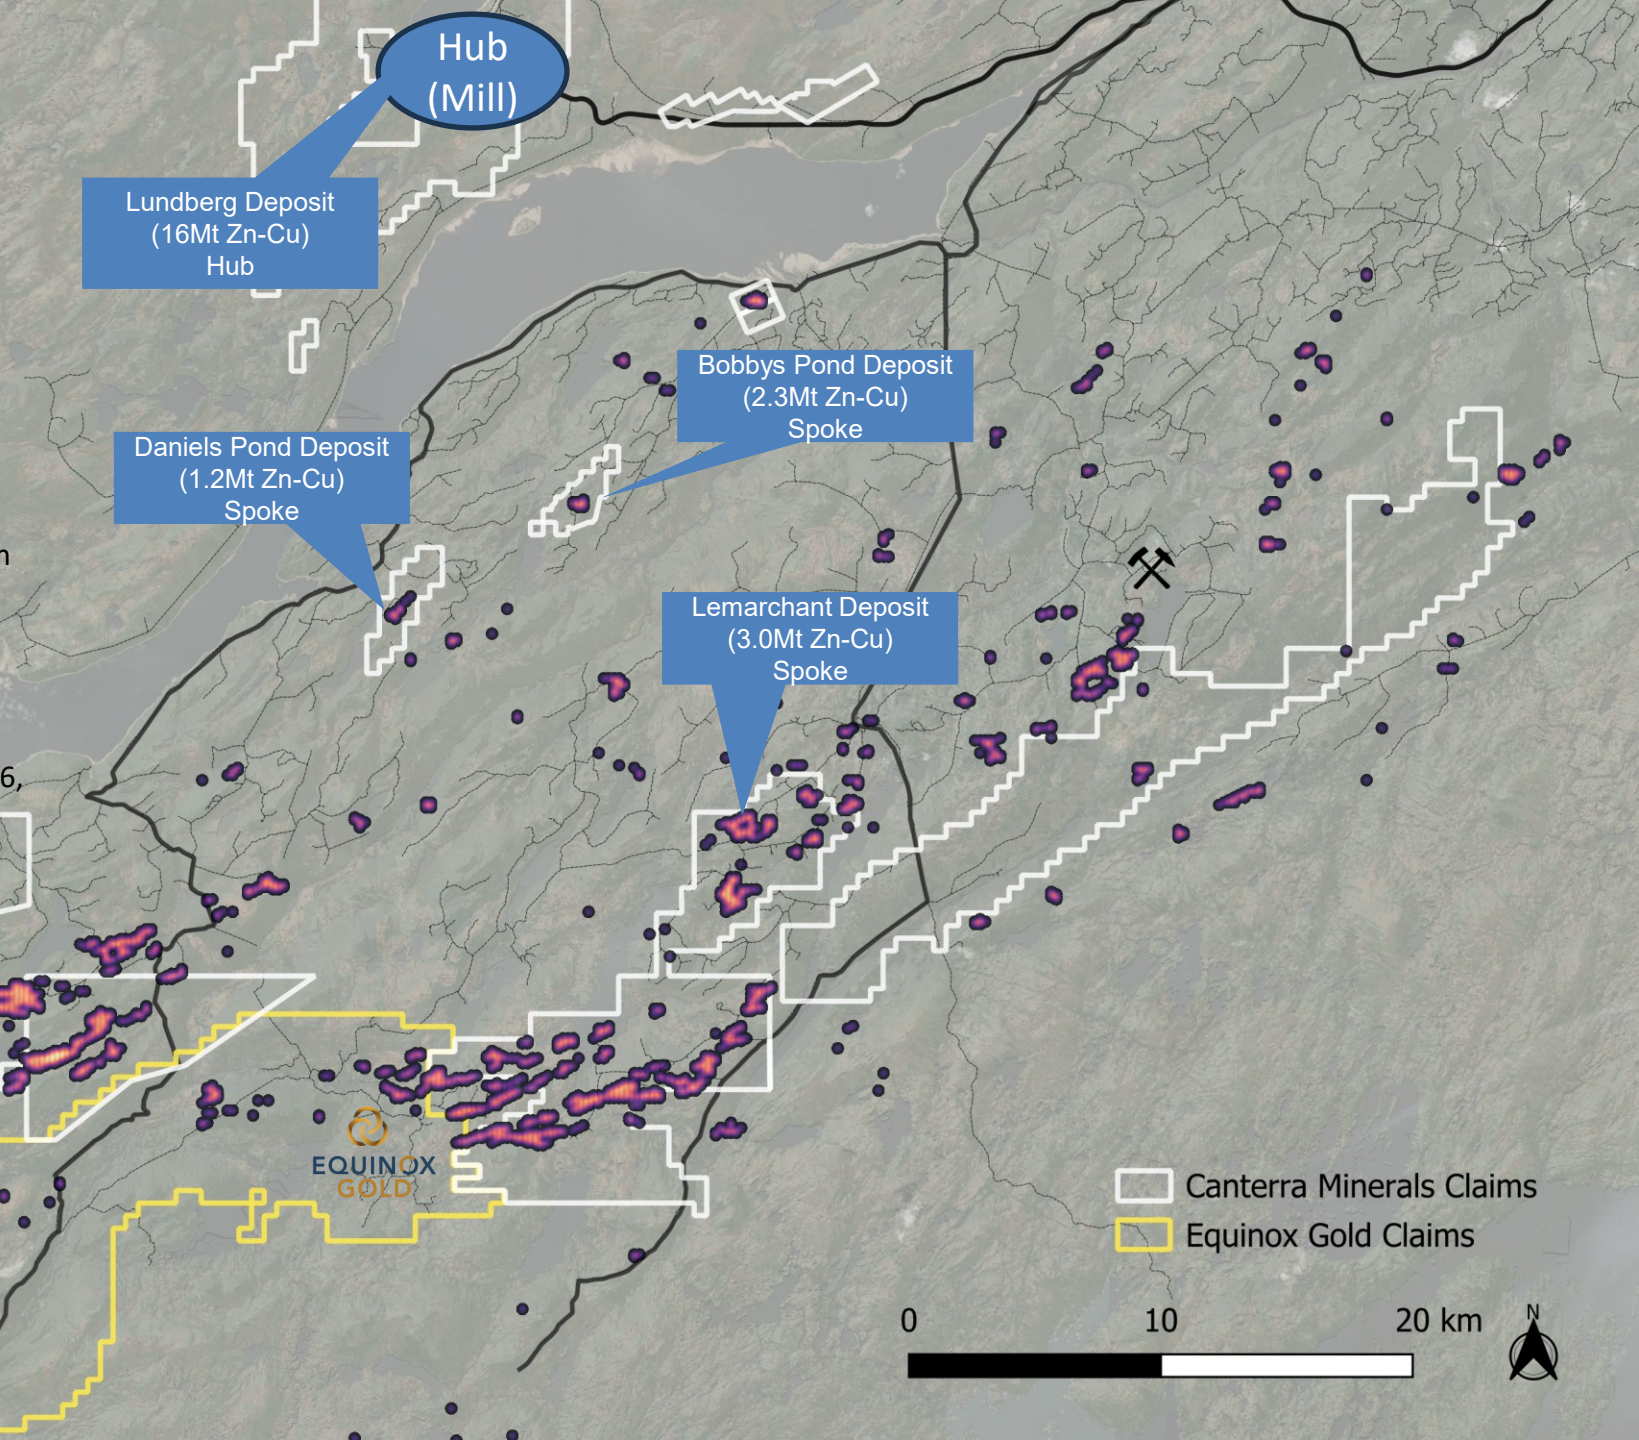 Hub
(Mill)
Lundberg Deposit
(16Mt Zn-Cu)
Hub
Bobbys Pond Deposit
(2.3Mt Zn-Cu)
Spoke
Daniels Pond Deposit
(1.2Mt Zn-Cu)
Spoke
n
Lemarchant Deposit
(3.0Mt Zn-Cu)
Spoke
6,
EQUINOX
GOLD
Canterra Minerals Claims
Equinox Gold Claims
0 10 20 km
N